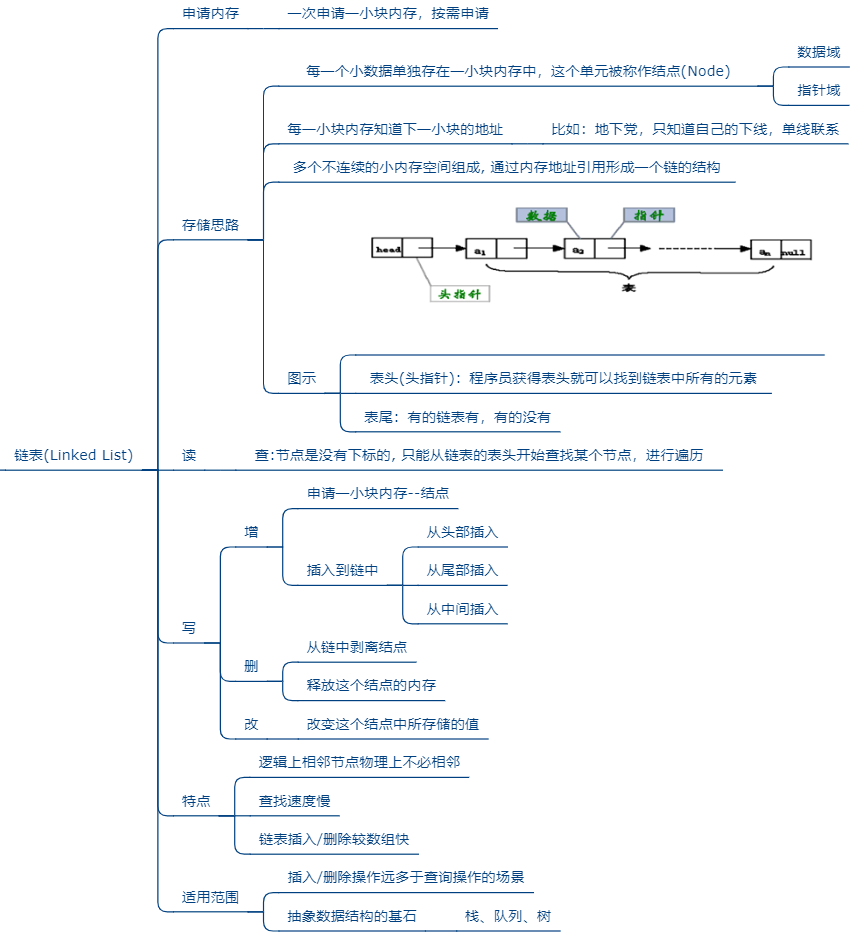 申请内存
一次申请一小块内存，按需申请
数据域
每一个小数据单独存在一小块内存中，这个单元被称作结点(Node)
指针域
每一小块内存知道下一小块的地址
比如：地下党，只知道自己的下线，单线联系
多个不连续的小内存空间组成, 通过内存地址引用形成一个链的结构
存储思路
数据
指针
head
a1
a2
an
null
表
头指针
图示
表头(头指针)：程序员获得表头就可以找到链表中所有的元素
表尾：有的链表有，有的没有
链表(Linked List)
读
查:节点是没有下标的, 只能从链表的表头开始查找某个节点，进行遍历
申请一小块内存--结点
增
从头部插入
插入到链中
从尾部插入
从中间插入
写
从链中剥离结点
删
释放这个结点的内存
改
改变这个结点中所存储的值
逻辑上相邻节点物理上不必相邻
特点
查找速度慢
链表插入/删除较数组快
插入/删除操作远多于查询操作的场景
适用范围
抽象数据结构的基石
栈、队列、树